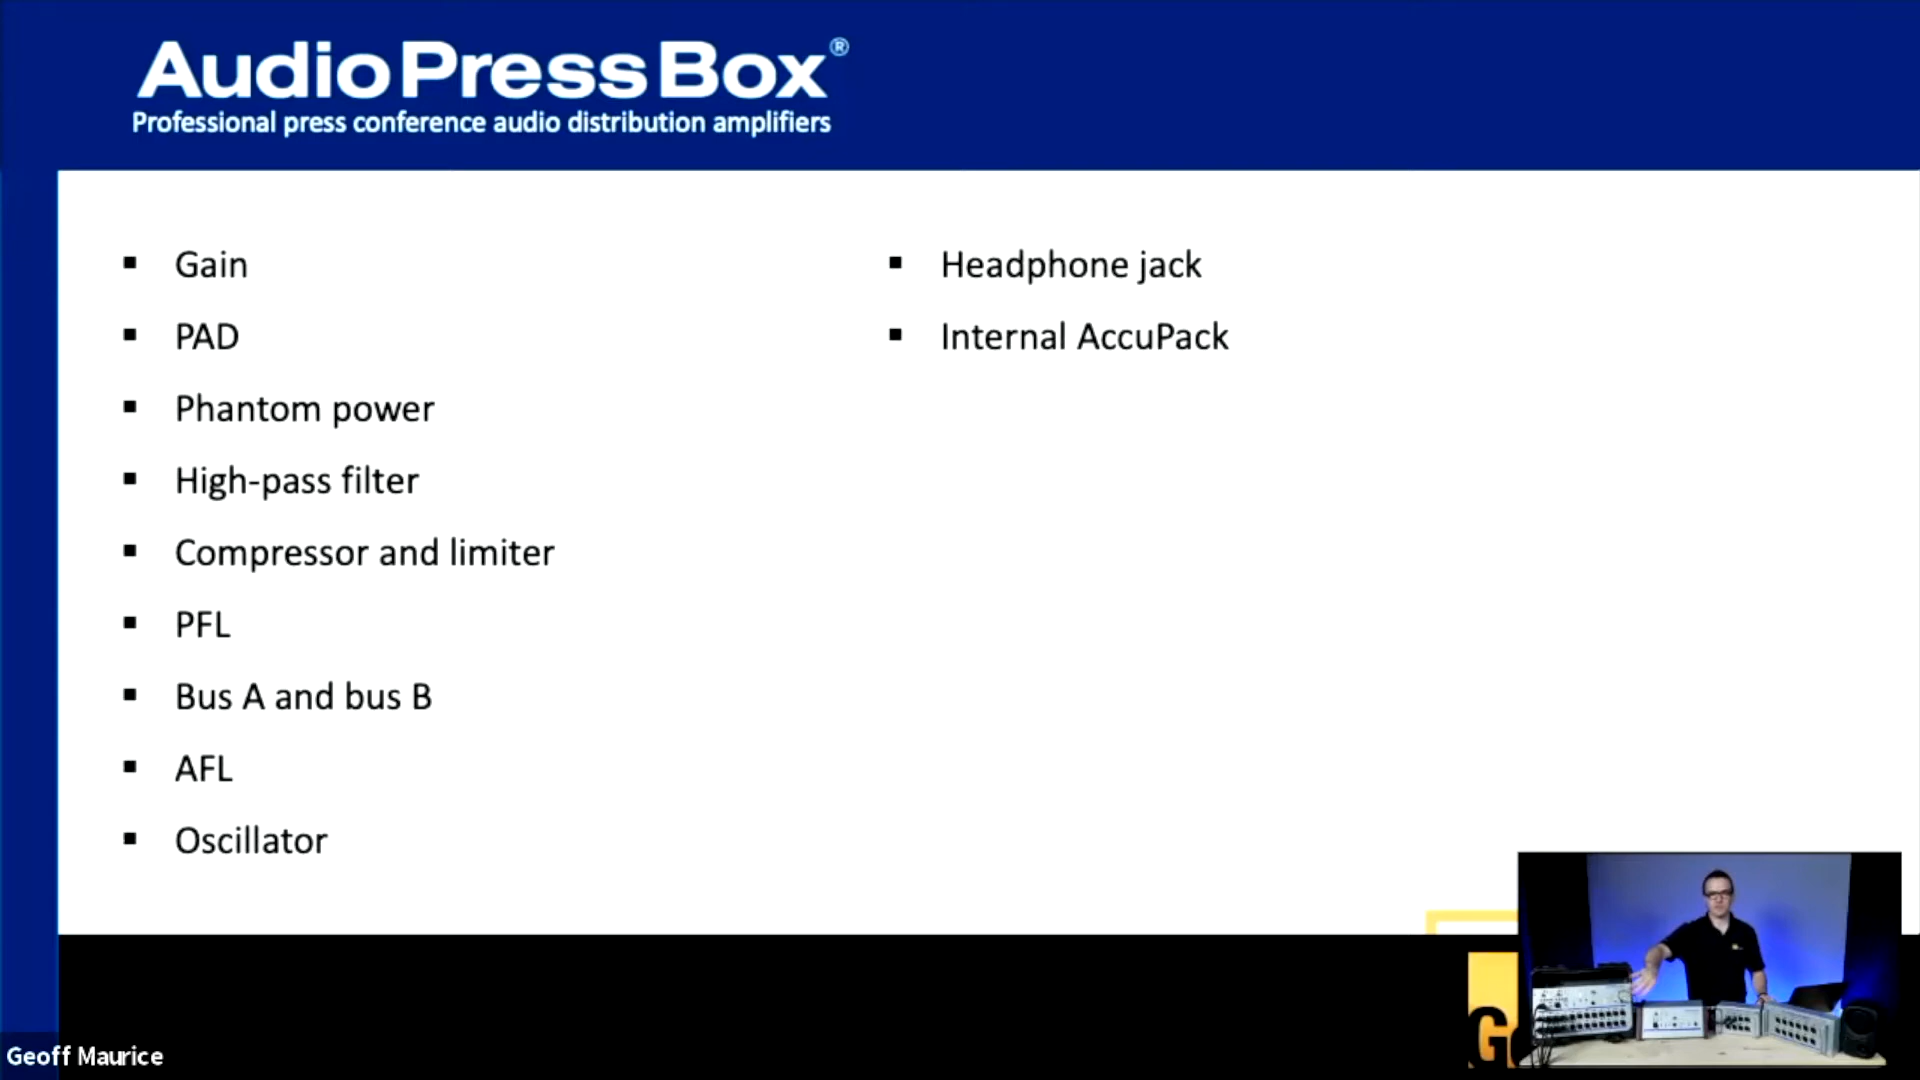 AudioPressBox®
Professional press conference audio distribution amplifiers
▪ Gain
▪ PAD
▪ Phantom power
▪ High-pass filter
▪ Compressor and limiter
▪ PFL
▪ Bus A and bus B
▪ AFL
▪ Oscillator
▪ Headphone jack
▪ Internal AccuPack
Geoff Maurice